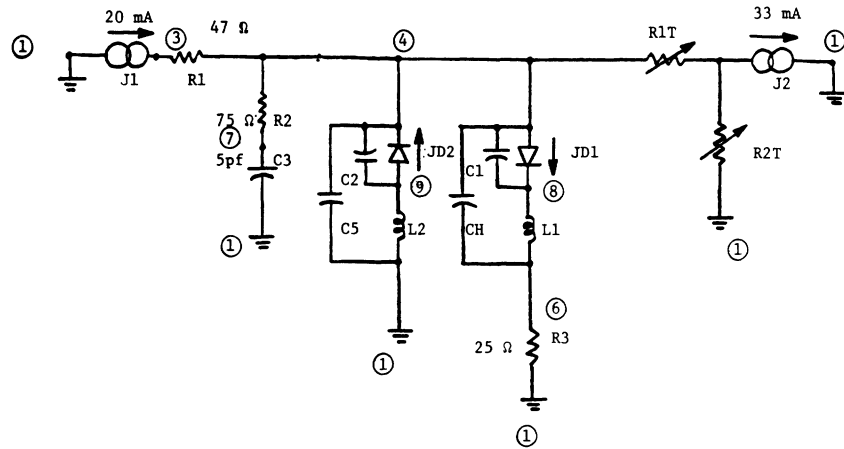 20 mA
33 mA
① ③ 47 Ω ④ R1T ①
J1 R1 J2
75 Ω R2
⑦
5pf C3
JD2 JD1
C2 C1 R2T
⑨ ⑧
C5 L2 CH L1
① ①
⑥
25 Ω R3
①
①